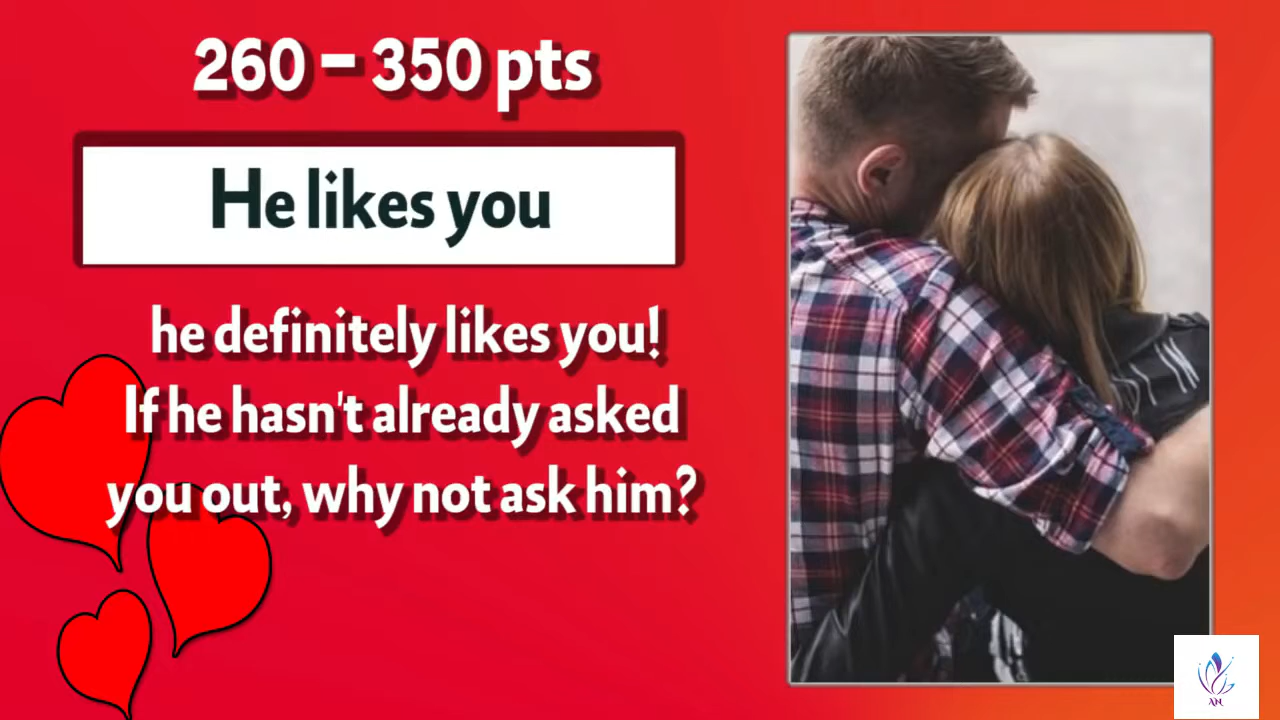 260 – 350 pts
He likes you
he definitely likes you!
If he hasn't already asked
you out, why not ask him?
AN